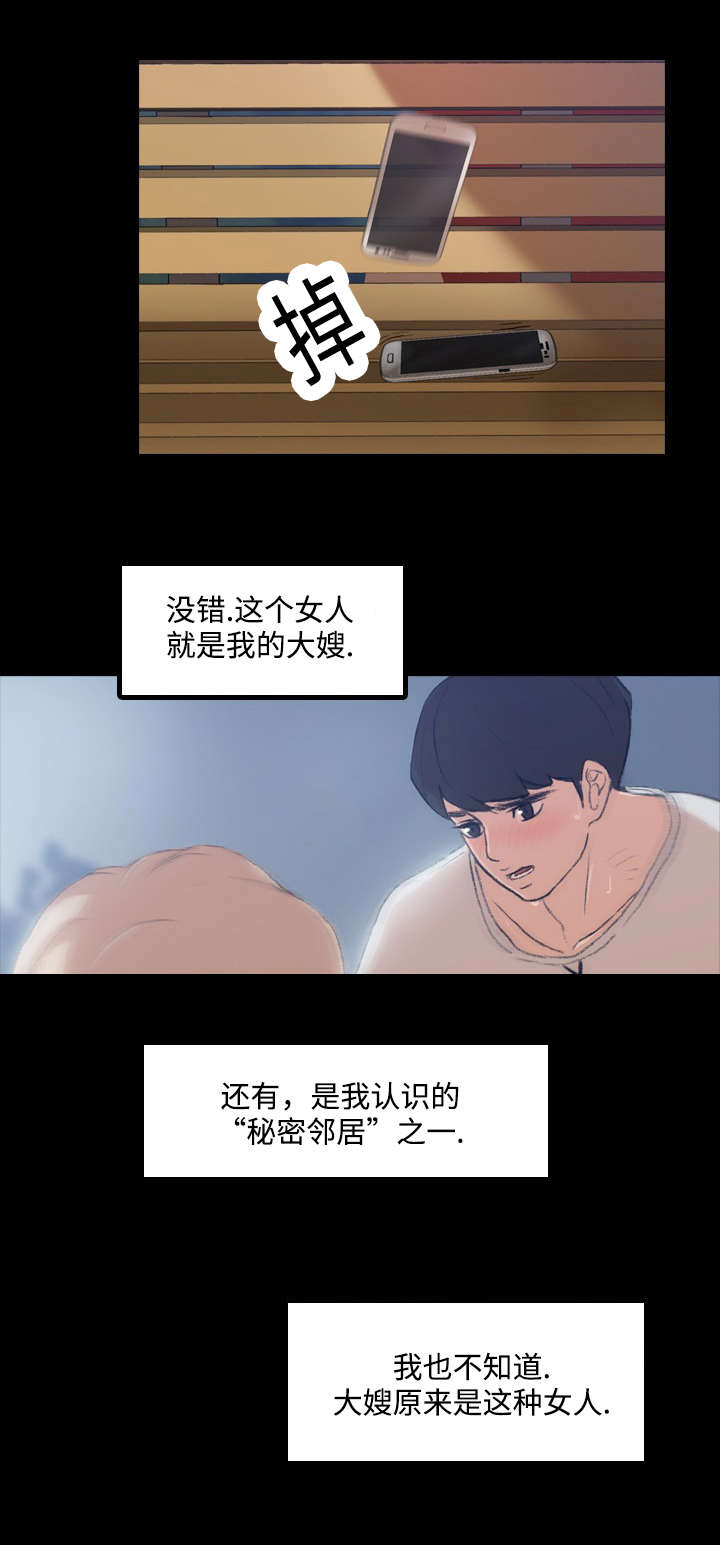 掉
没错.这个女人
就是我的大嫂.
还有，是我认识的
“秘密邻居”之一.
我也不知道.
大嫂原来是这种女人.